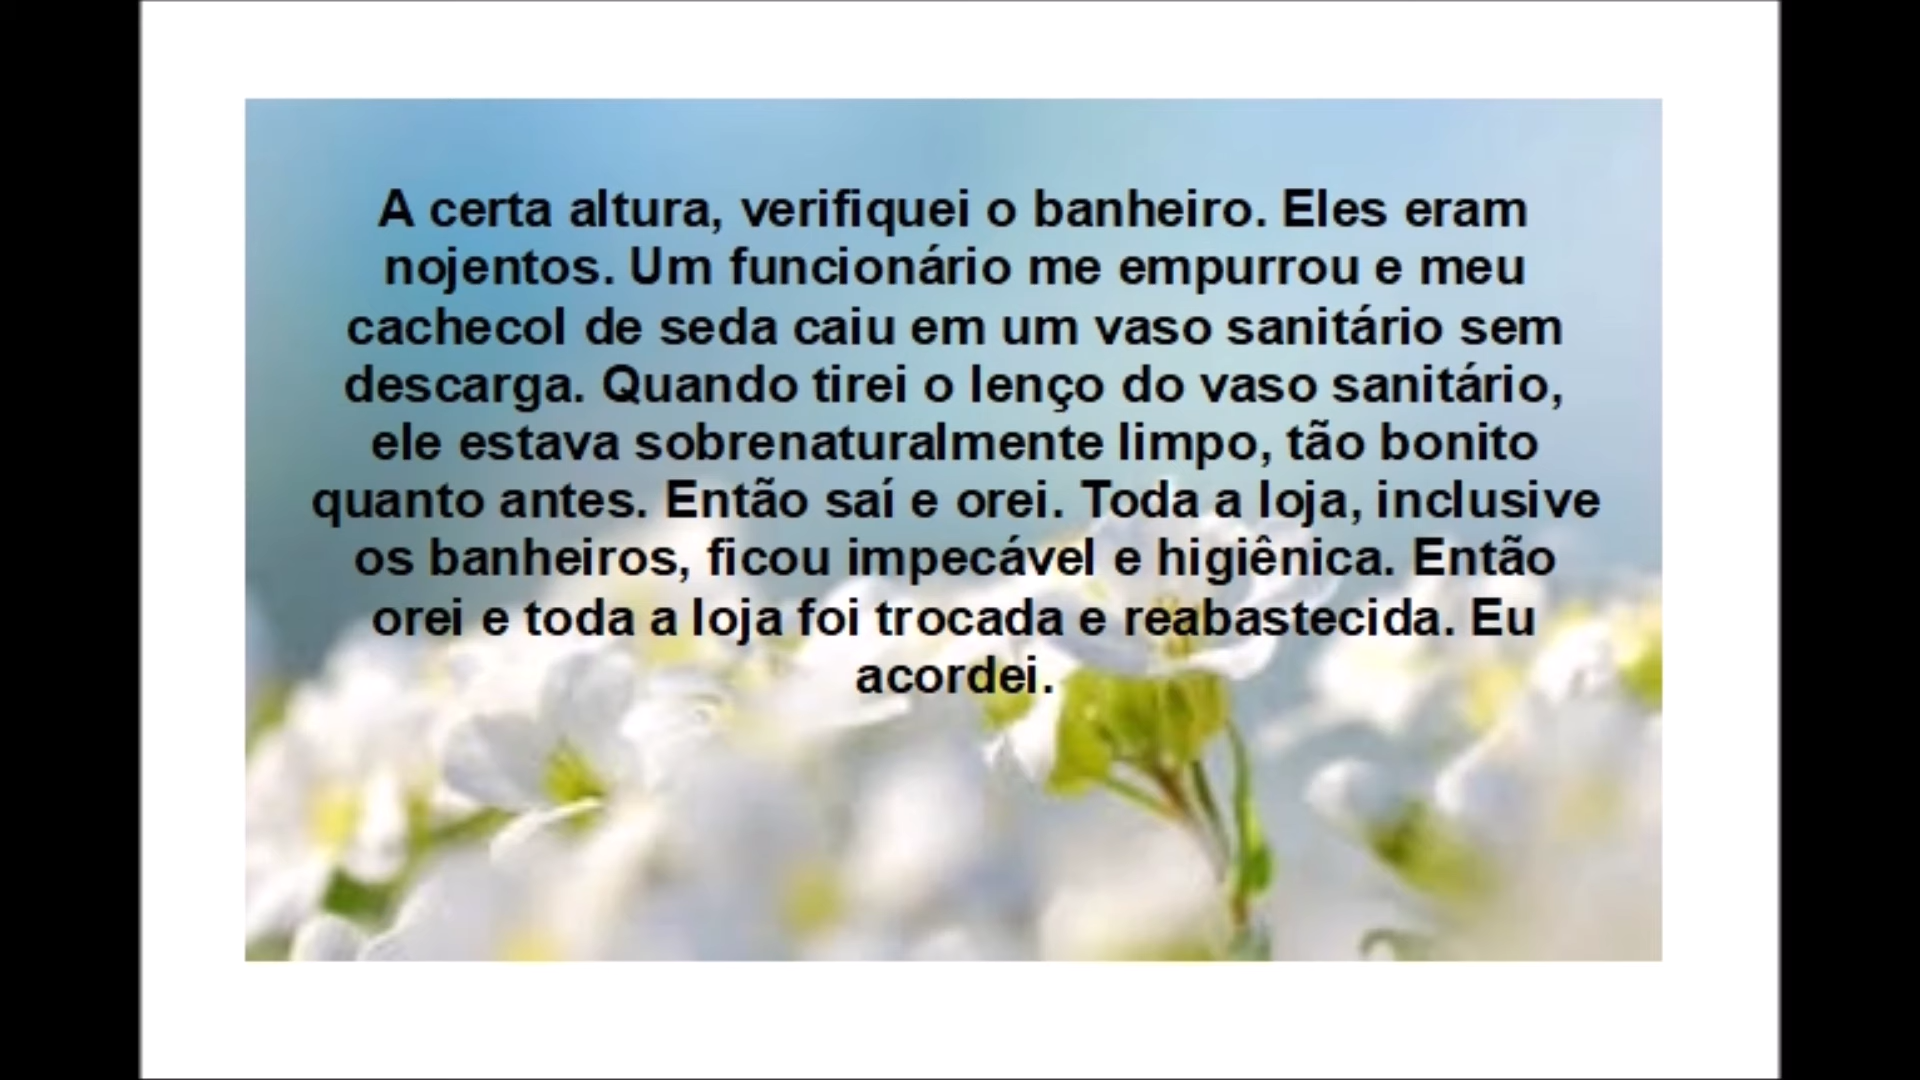 A certa altura, verifiquei o banheiro. Eles eram
nojentos. Um funcionário me empurrou e meu
cachecol de seda caiu em um vaso sanitário sem
descarga. Quando tirei o lenço do vaso sanitário,
ele estava sobrenaturalmente limpo, tão bonito
quanto antes. Então saí e orei. Toda a loja, inclusive
os banheiros, ficou impecável e higiênica. Então
orei e toda a loja foi trocada e reabastecida. Eu
acordei.